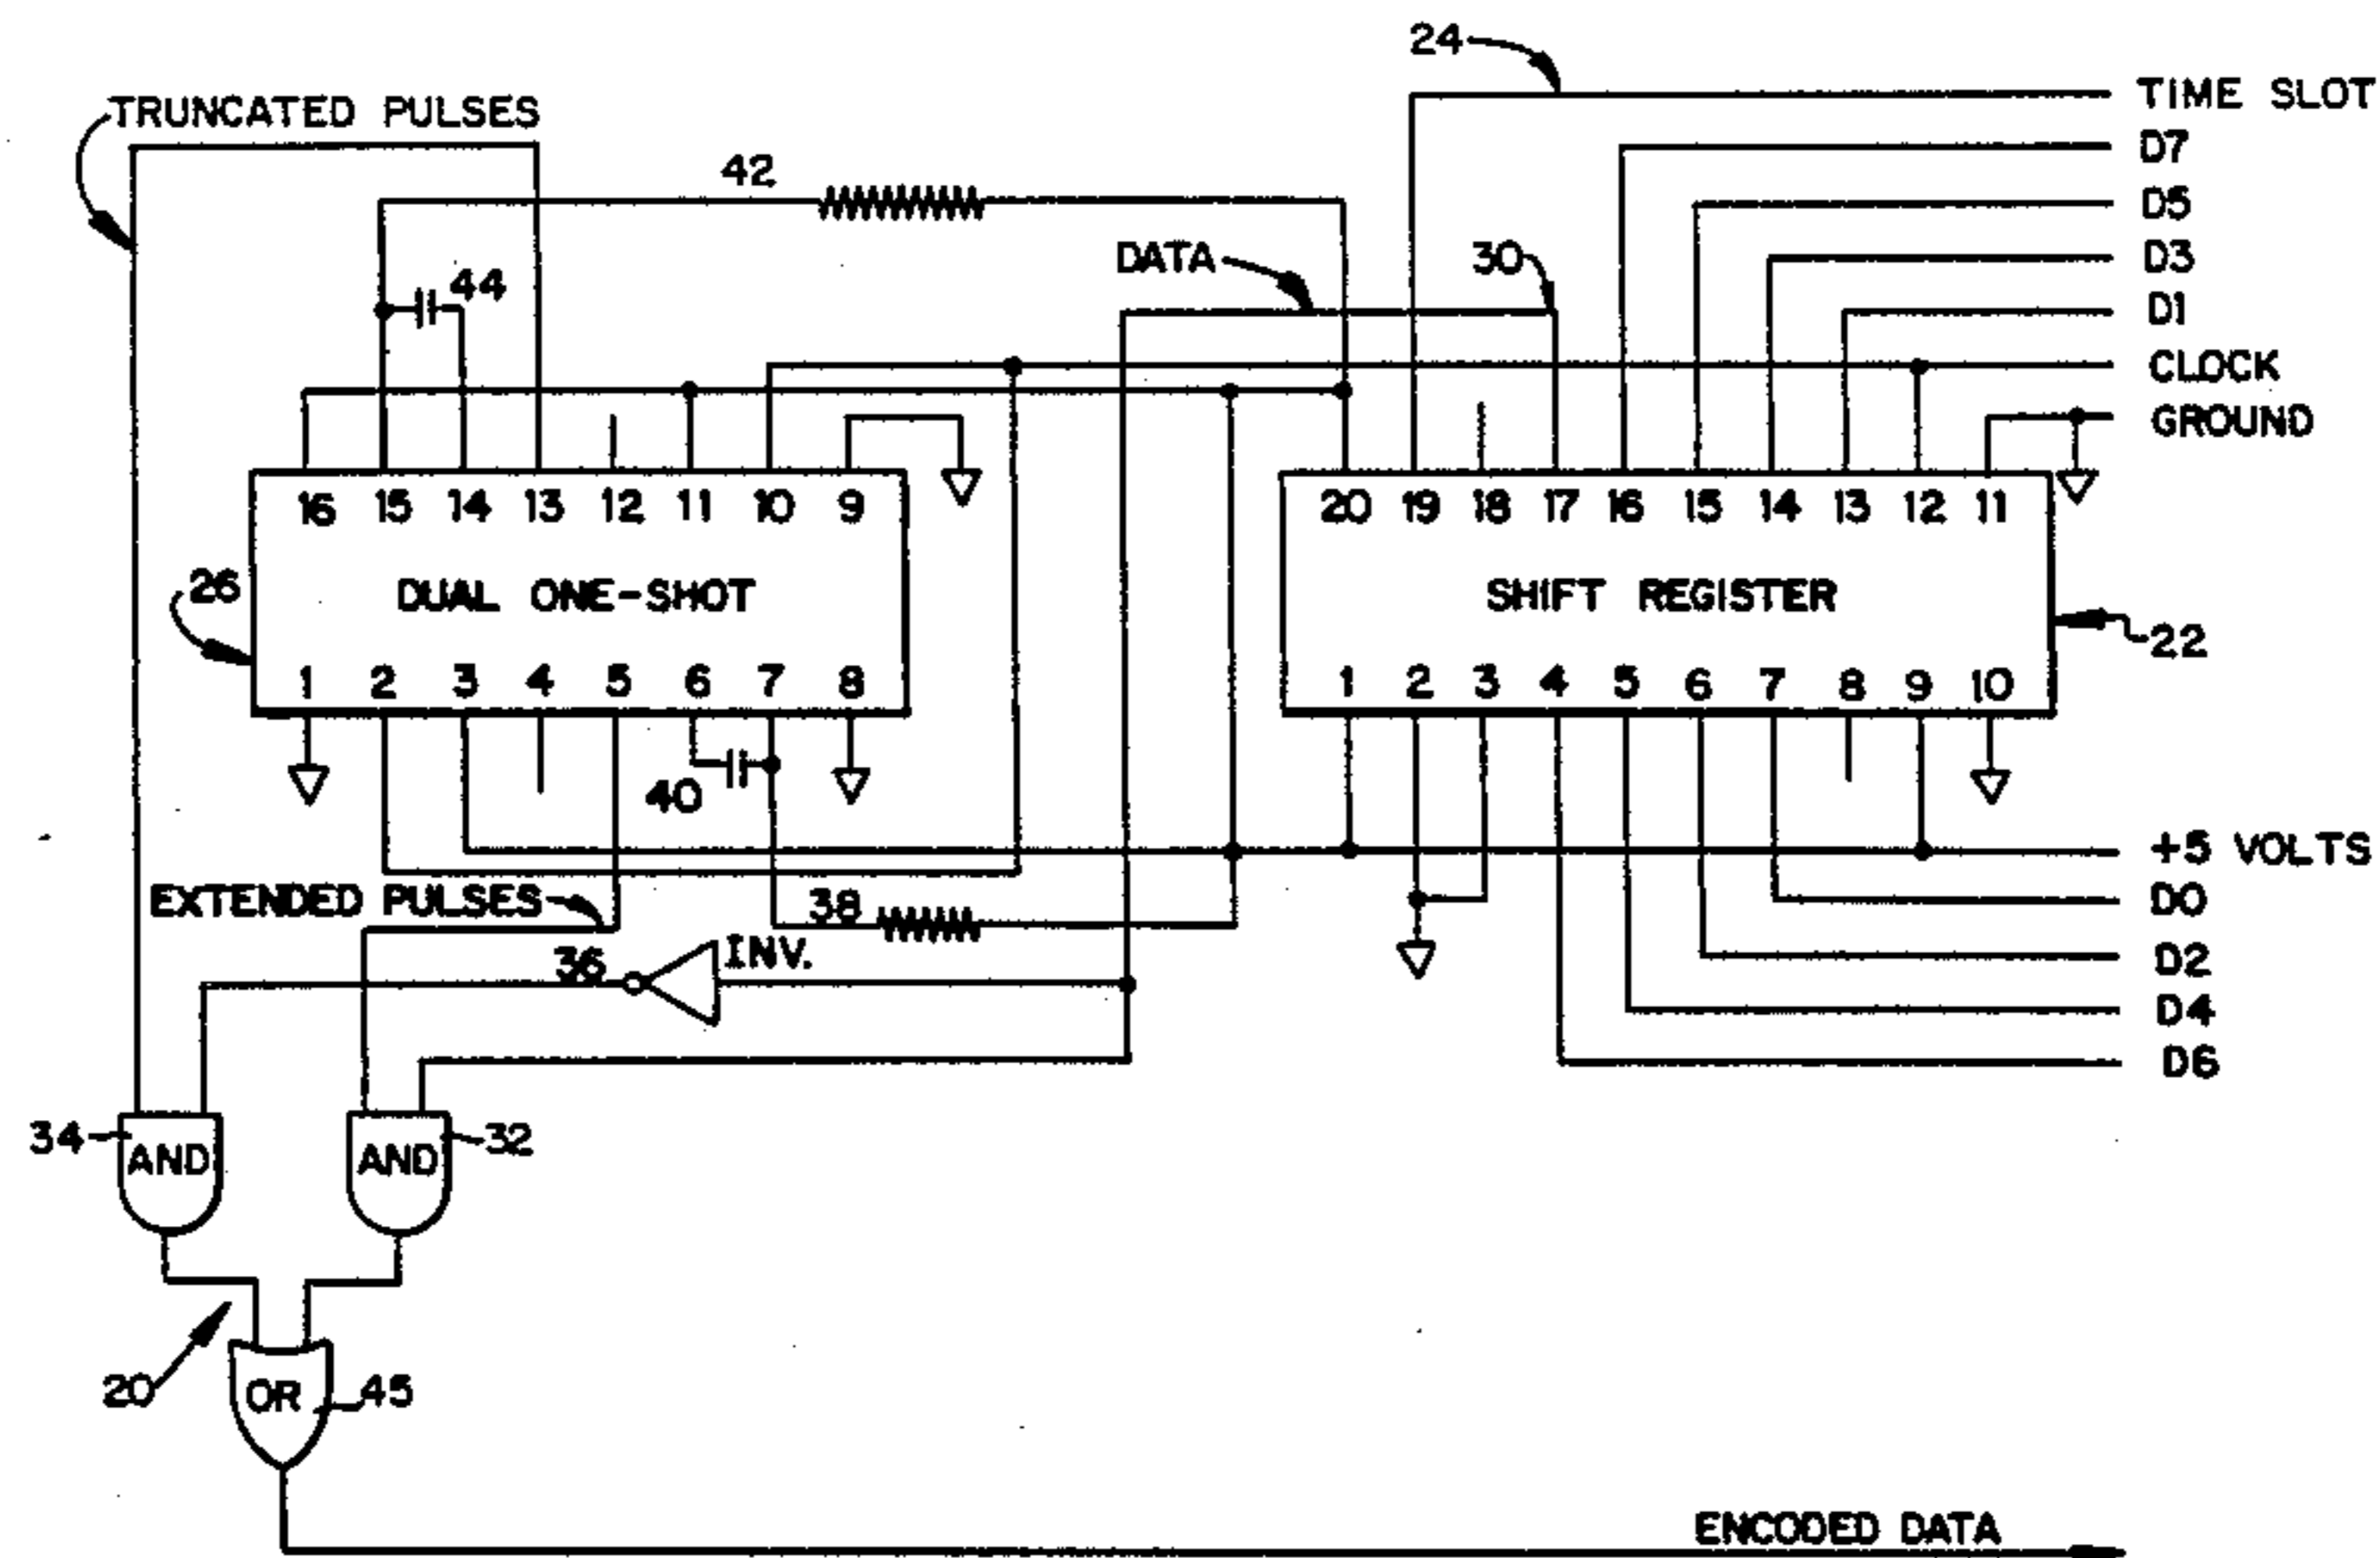 24
TIME SLOT
TRUNCATED PULSES
D7
42
D5
DATA
30
D3
44
D1
CLOCK
GROUND
16 15 14 13 12 11 10 9
20 19 18 17 16 15 14 13 12 11
26
DUAL ONE-SHOT
SHIFT REGISTER
22
1 2 3 4 5 6 7 8
1 2 3 4 5 6 7 8 9 10
40
+5 VOLTS
EXTENDED PULSES
38
D0
36
INV.
D2
D4
D6
34
AND
AND
32
20
OR
45
ENCODED DATA